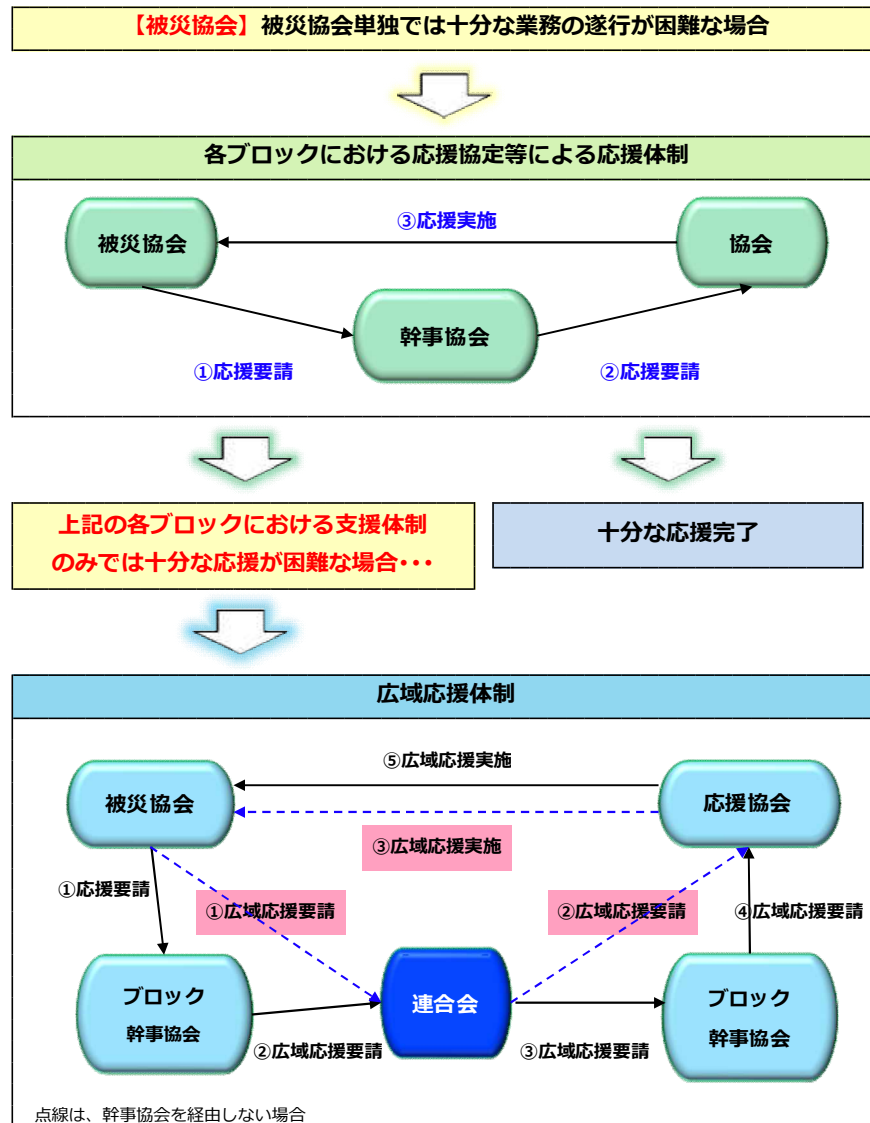 【被災協会】被災協会単独では十分な業務の遂行が困難な場合
各ブロックにおける応援協定等による応援体制
③応援実施
被災協会
協会
幹事協会
①応援要請
②応援要請
上記の各ブロックにおける支援体制
のみでは十分な応援が困難な場合・・・
十分な応援完了
広域応援体制
⑤広域応援実施
被災協会
応援協会
③広域応援実施
①応援要請
①広域応援要請
②広域応援要請
④広域応援要請
ブロック
幹事協会
連合会
ブロック
幹事協会
②広域応援要請
③広域応援要請
点線は、幹事協会を経由しない場合